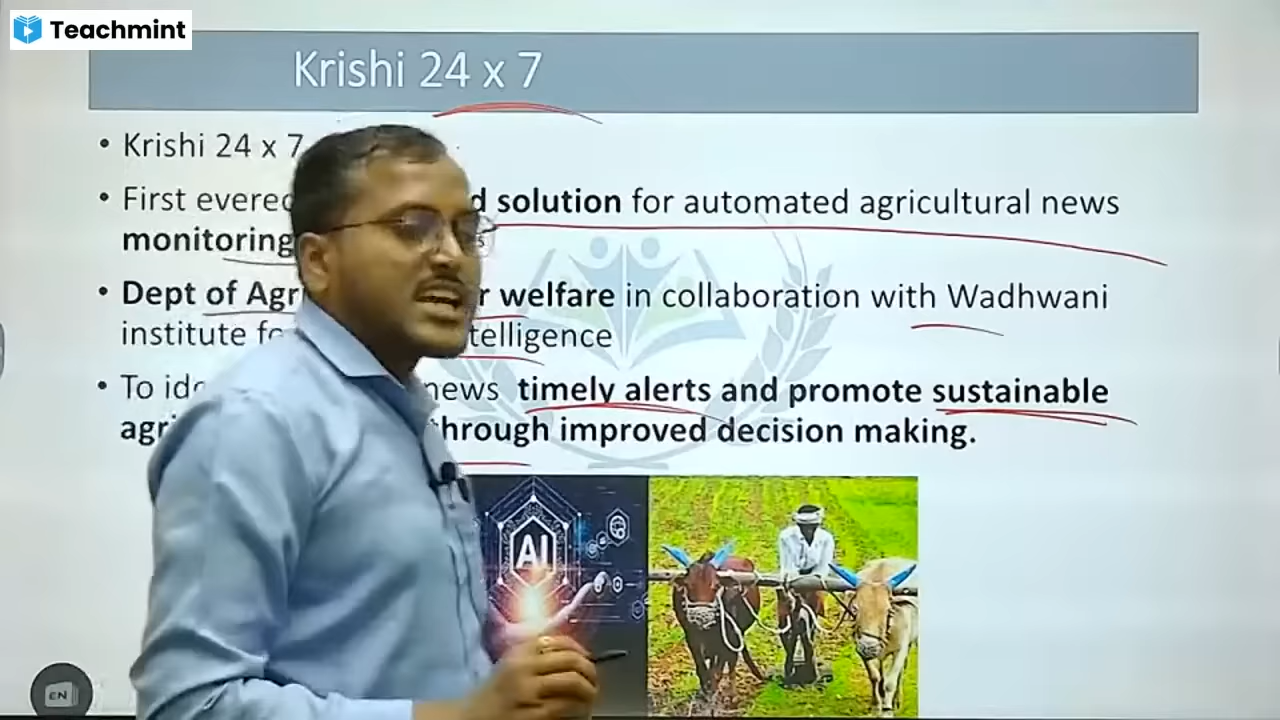 Teachmint
Krishi 24 x 7
• Krishi 24 x 7
• First evered d solution for automated agricultural news
monitoring s
• Dept of Agr r welfare in collaboration with Wadhwani
institute fo telligence
• To ide news timely alerts and promote sustainable
agri through improved decision making.
AI
EN